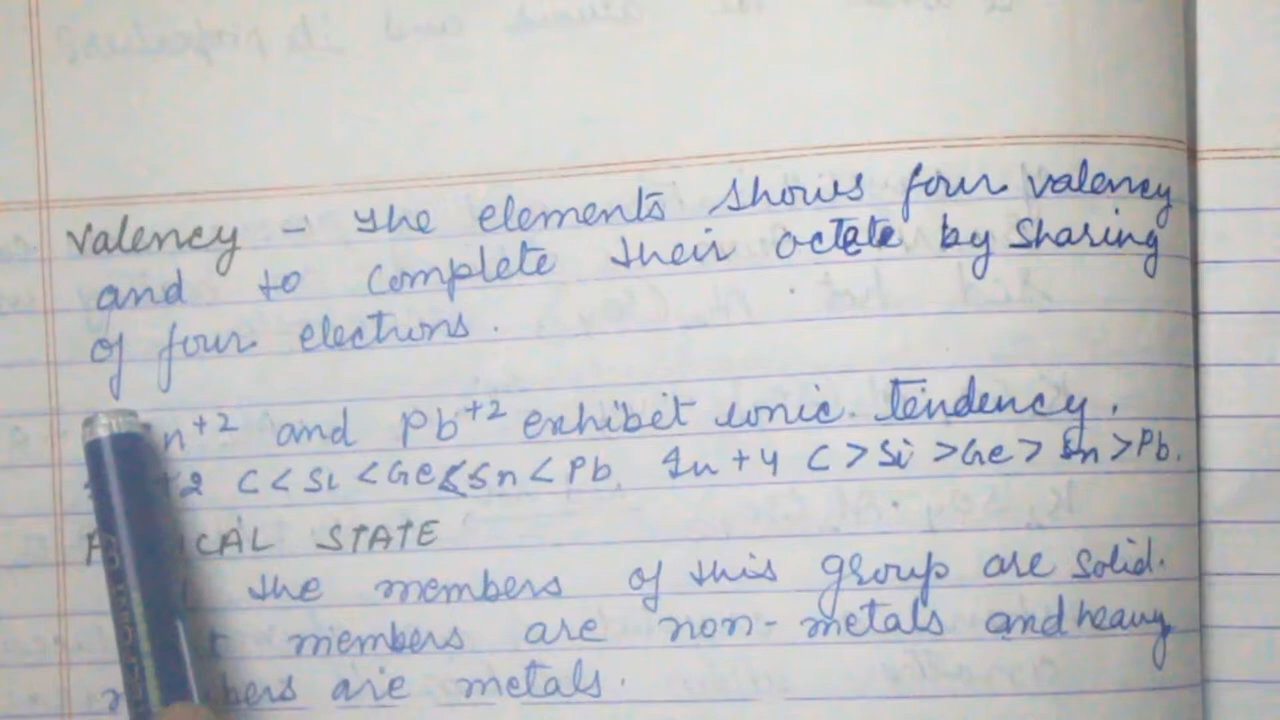 valency - The elements shows four valency
and to complete their octate by sharing
of four electrons.
n+2 and Pb+2 exhibit ionic tendency.
2 C < Si < Ge < Sn < Pb. In +4 C > Si > Ge > Sn > Pb.
ICAL STATE
the members of this group are solid.
members are non-metals and heavy
bers are metals.